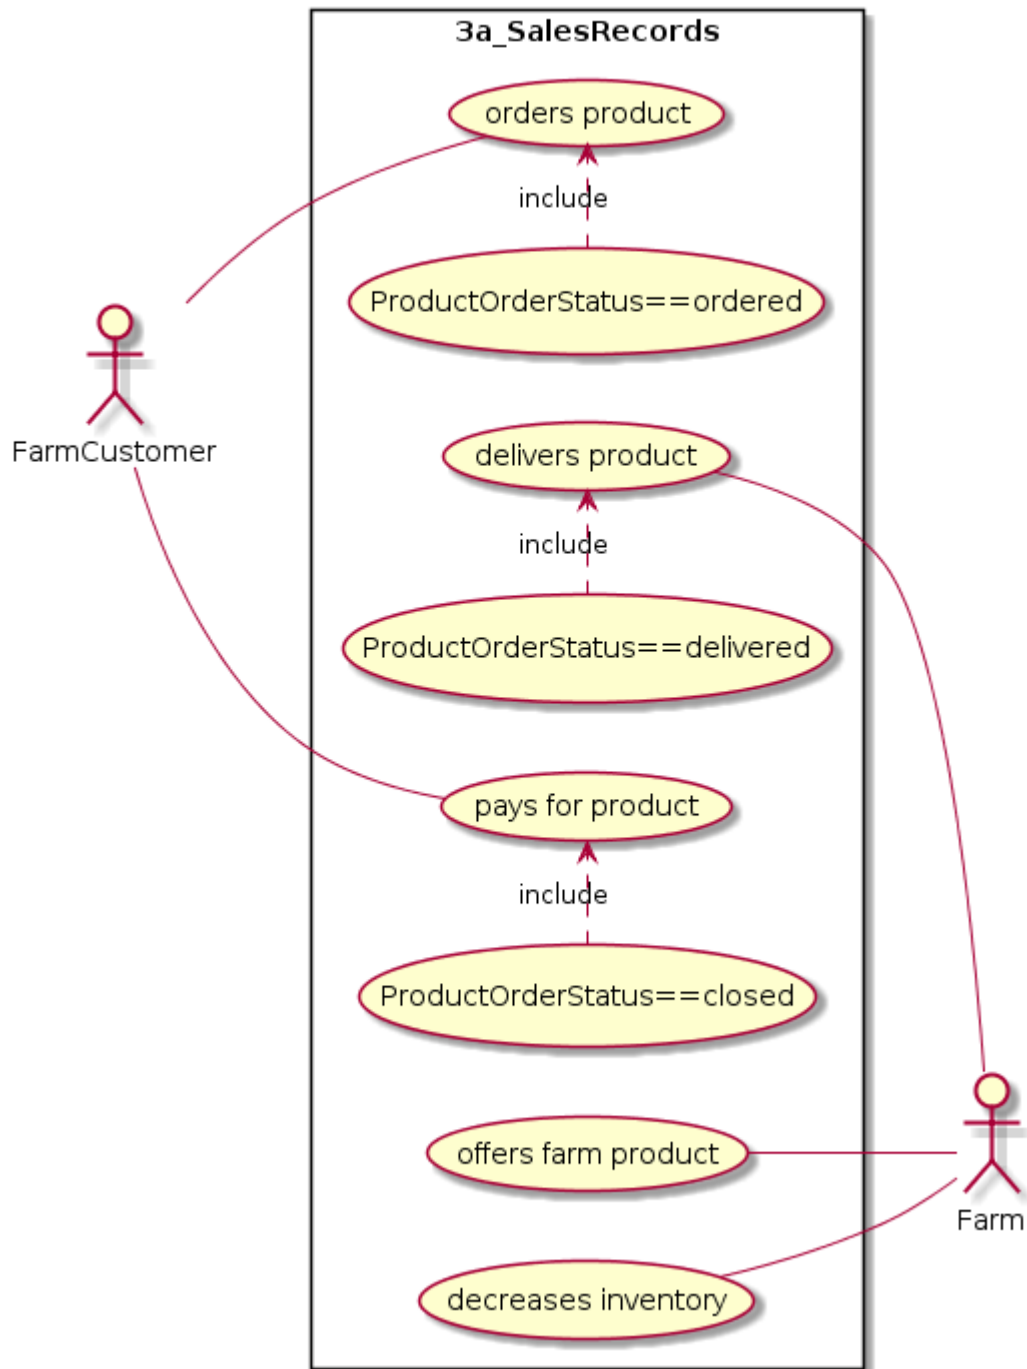 3a_SalesRecords
orders product
include
ProductOrderStatus==ordered
FarmCustomer
delivers product
include
ProductOrderStatus==delivered
pays for product
include
ProductOrderStatus==closed
offers farm product
Farm
decreases inventory